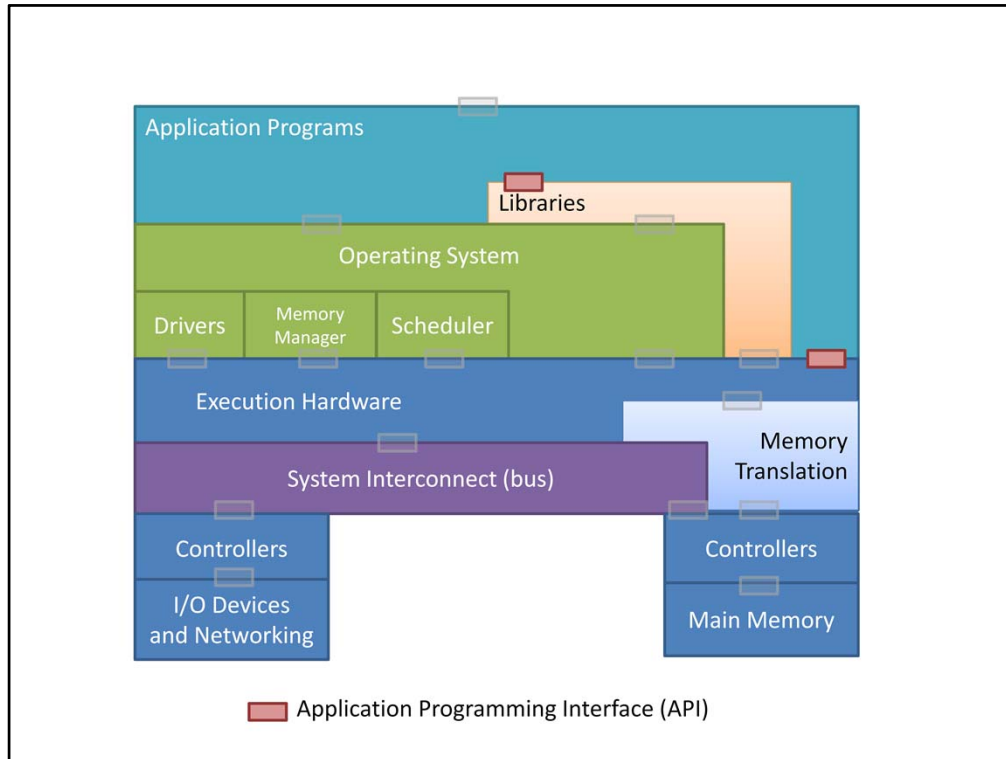 Application Programs
Libraries
Operating System
Drivers
Memory
Manager
Scheduler
Execution Hardware
Memory
Translation
System Interconnect (bus)
Controllers
Controllers
I/O Devices
and Networking
Main Memory
Application Programming Interface (API)